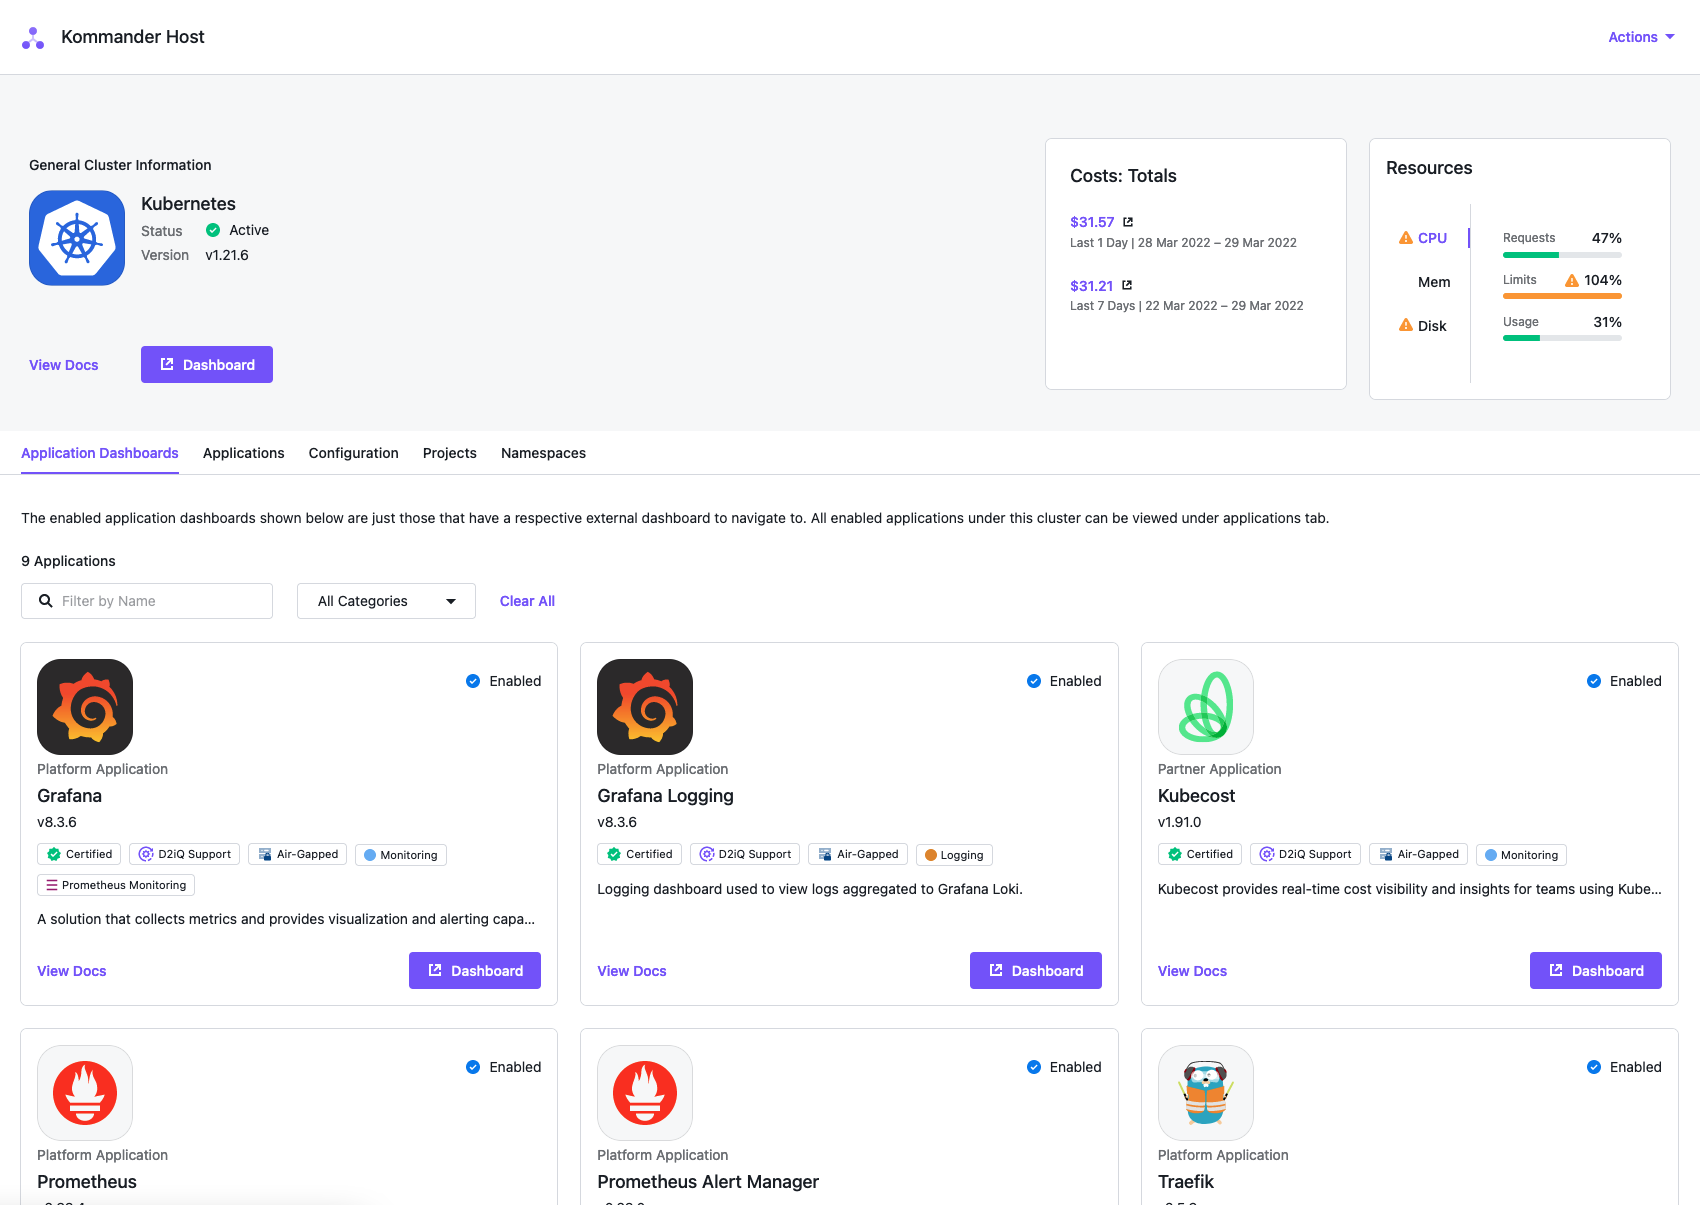 Kommander Host
Actions
General Cluster Information
Kubernetes
Status Active
Version v1.21.6
View Docs
Dashboard
Costs: Totals
$31.57
Last 1 Day | 28 Mar 2022 – 29 Mar 2022
$31.21
Last 7 Days | 22 Mar 2022 – 29 Mar 2022
Resources
CPU
Mem
Disk
Requests 47%
Limits 104%
Usage 31%
Application Dashboards Applications Configuration Projects Namespaces
The enabled application dashboards shown below are just those that have a respective external dashboard to navigate to. All enabled applications under this cluster can be viewed under applications tab.
9 Applications
Filter by Name
All Categories
Clear All
Enabled
Platform Application
Grafana
v8.3.6
Certified D2iQ Support Air-Gapped Monitoring
Prometheus Monitoring
A solution that collects metrics and provides visualization and alerting capa...
View Docs
Dashboard
Enabled
Platform Application
Grafana Logging
v8.3.6
Certified D2iQ Support Air-Gapped Logging
Logging dashboard used to view logs aggregated to Grafana Loki.
View Docs
Dashboard
Enabled
Partner Application
Kubecost
v1.91.0
Certified D2iQ Support Air-Gapped Monitoring
Kubecost provides real-time cost visibility and insights for teams using Kube...
View Docs
Dashboard
Enabled
Platform Application
Prometheus
Enabled
Platform Application
Prometheus Alert Manager
Enabled
Platform Application
Traefik